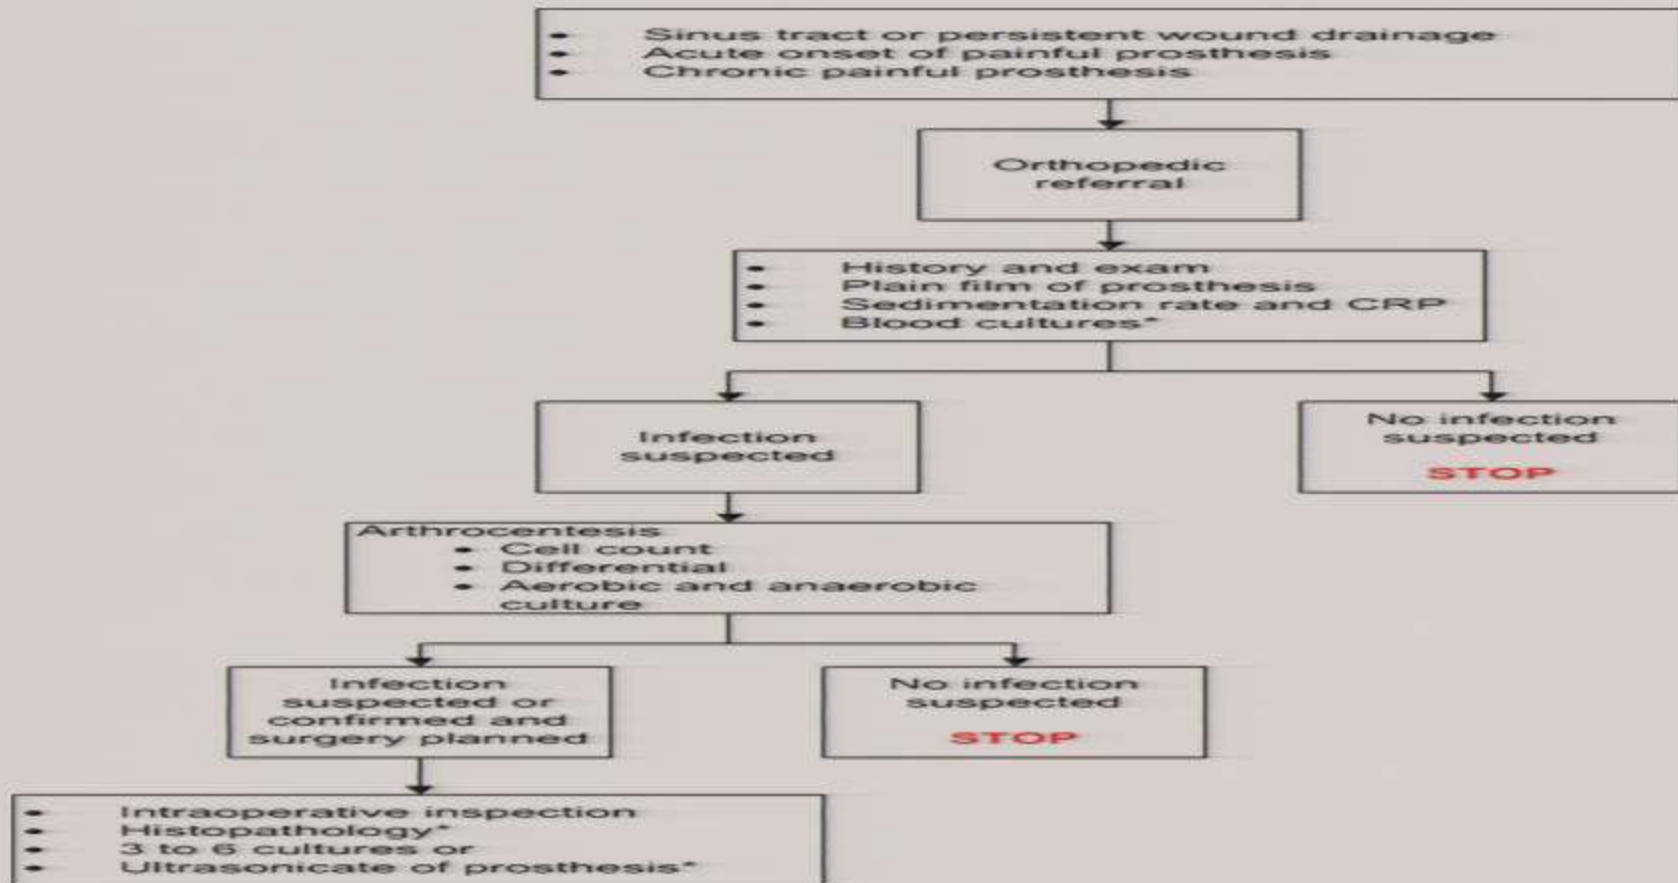 • Sinus tract or persistent wound drainage
• Acute onset of painful prosthesis
• Chronic painful prosthesis
Orthopedic
referral
• History and exam
• Plain film of prosthesis
• Sedimentation rate and CRP
• Blood cultures*
Infection
suspected
No infection
suspected
STOP
Arthrocentesis
• Cell count
• Differential
• Aerobic and anaerobic
culture
Infection
suspected or
confirmed and
surgery planned
No infection
suspected
STOP
• Intraoperative inspection
• Histopathology*
• 3 to 6 cultures or
• Ultrasonicate of prosthesis*